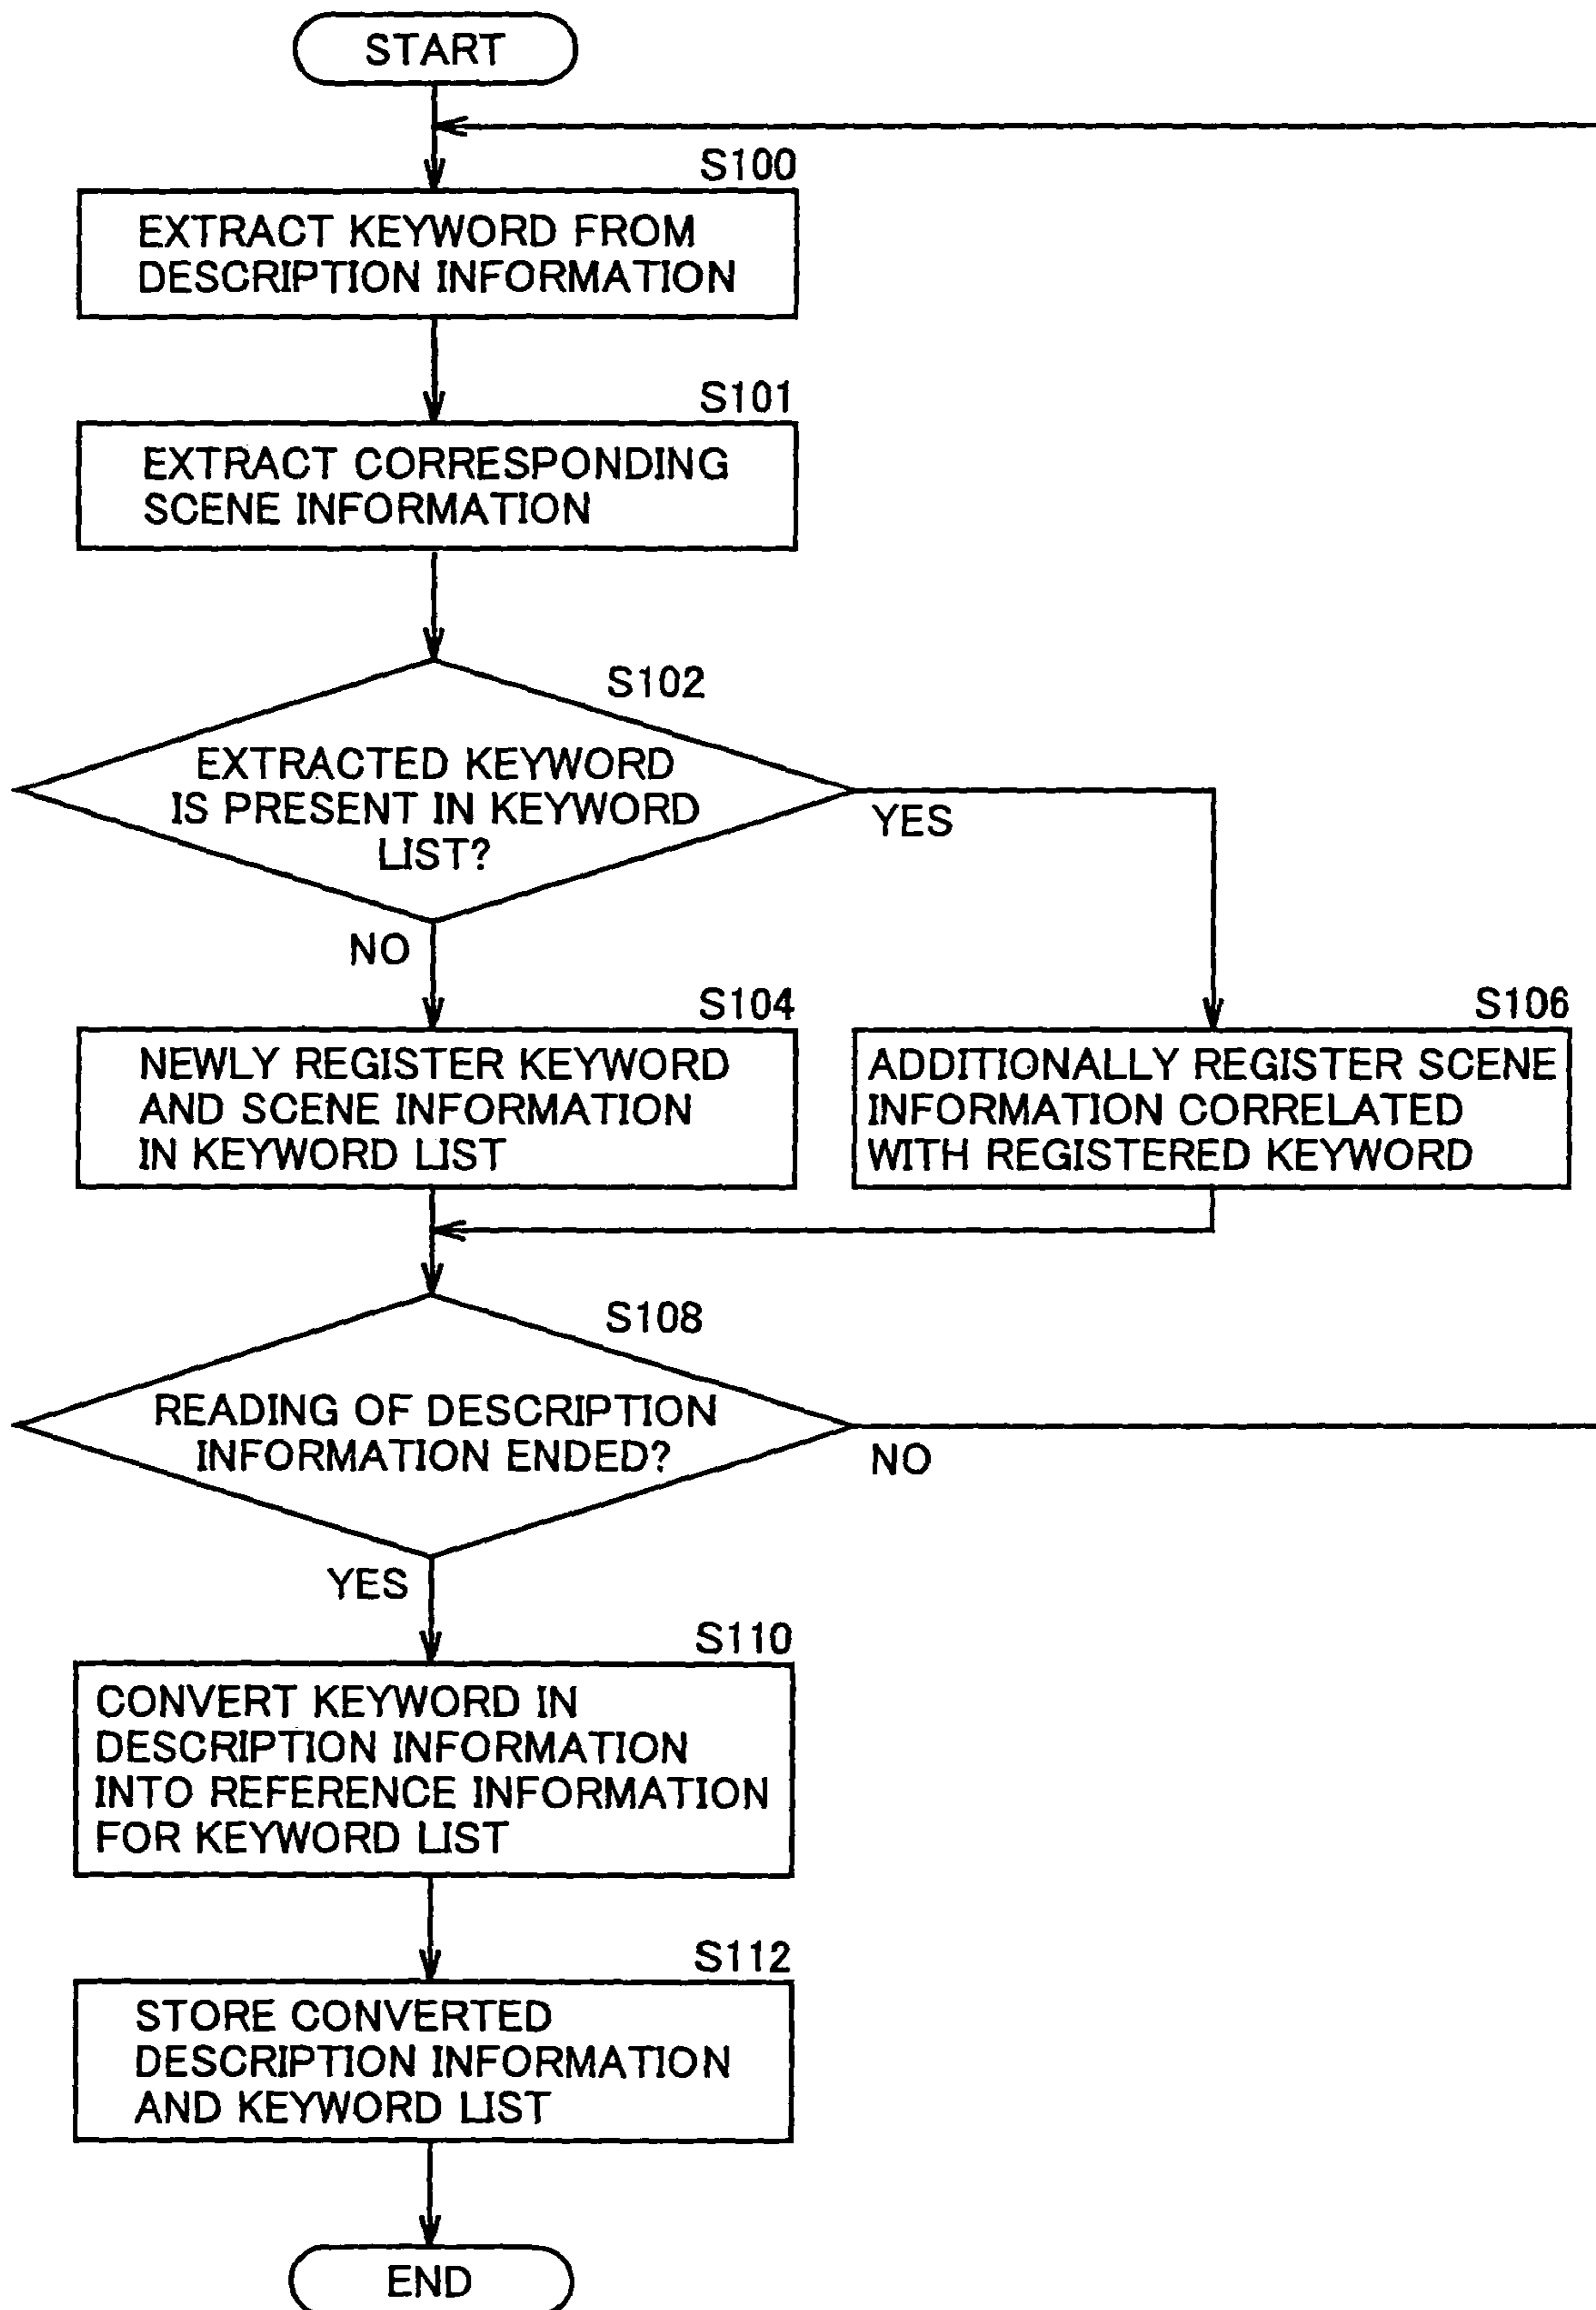 START
S100
EXTRACT KEYWORD FROM
DESCRIPTION INFORMATION
S101
EXTRACT CORRESPONDING
SCENE INFORMATION
S102
EXTRACTED KEYWORD
IS PRESENT IN KEYWORD
LIST?
YES
NO
S104
NEWLY REGISTER KEYWORD
AND SCENE INFORMATION
IN KEYWORD LIST
S106
ADDITIONALLY REGISTER SCENE
INFORMATION CORRELATED
WITH REGISTERED KEYWORD
S108
READING OF DESCRIPTION
INFORMATION ENDED?
NO
YES
S110
CONVERT KEYWORD IN
DESCRIPTION INFORMATION
INTO REFERENCE INFORMATION
FOR KEYWORD LIST
S112
STORE CONVERTED
DESCRIPTION INFORMATION
AND KEYWORD LIST
END